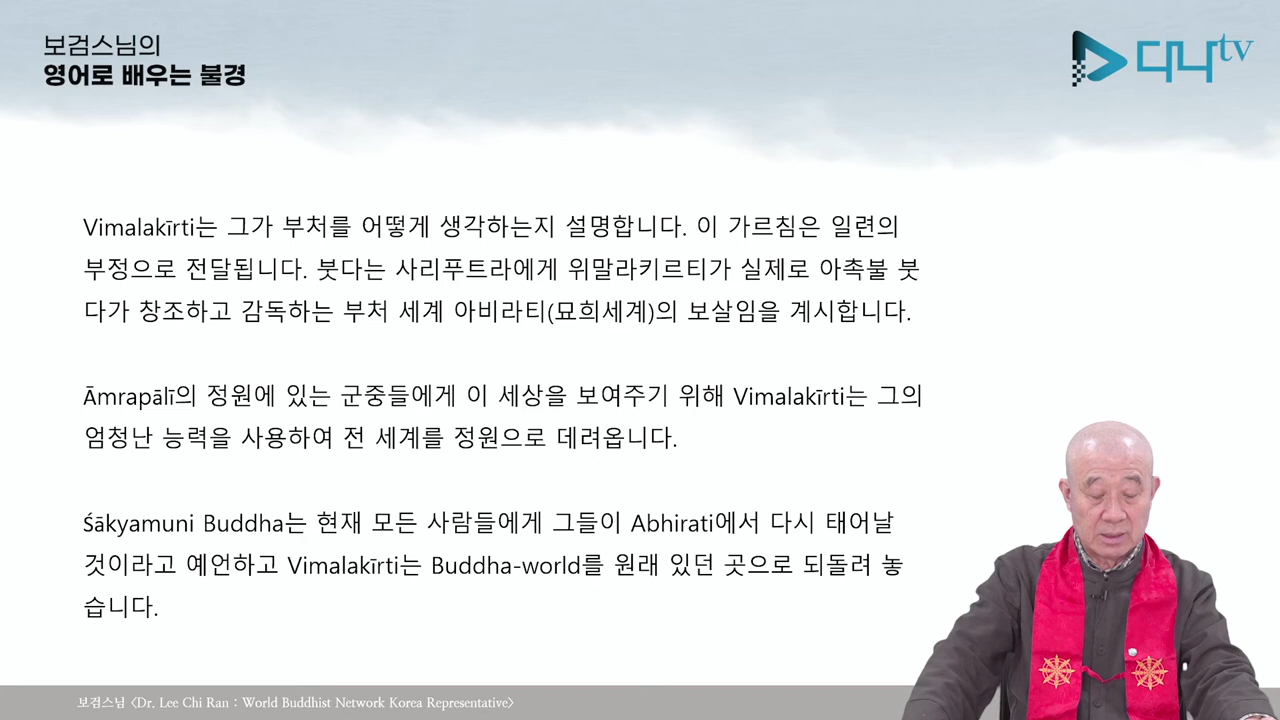 보검스님의
영어로 배우는 불경
다나tv
Vimalakīrti는 그가 부처를 어떻게 생각하는지 설명합니다. 이 가르침은 일련의
부정으로 전달됩니다. 붓다는 사리푸트라에게 위말라키르티가 실제로 아촉불 붓
다가 창조하고 감독하는 부처 세계 아비라티(묘희세계)의 보살임을 계시합니다.
Āmrapālī의 정원에 있는 군중들에게 이 세상을 보여주기 위해 Vimalakīrti는 그의
엄청난 능력을 사용하여 전 세계를 정원으로 데려옵니다.
Śākyamuni Buddha는 현재 모든 사람들에게 그들이 Abhirati에서 다시 태어날
것이라고 예언하고 Vimalakīrti는 Buddha-world를 원래 있던 곳으로 되돌려 놓
습니다.
보검스님 <Dr. Lee Chi Ran : World Buddhist Network Korea Representative>